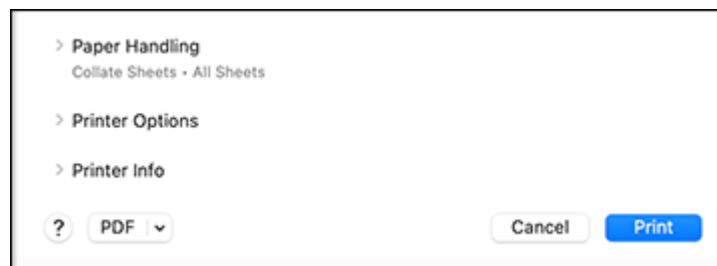 Paper Handling
Collate Sheets • All Sheets
Printer Options
Printer Info
? PDF Cancel Print